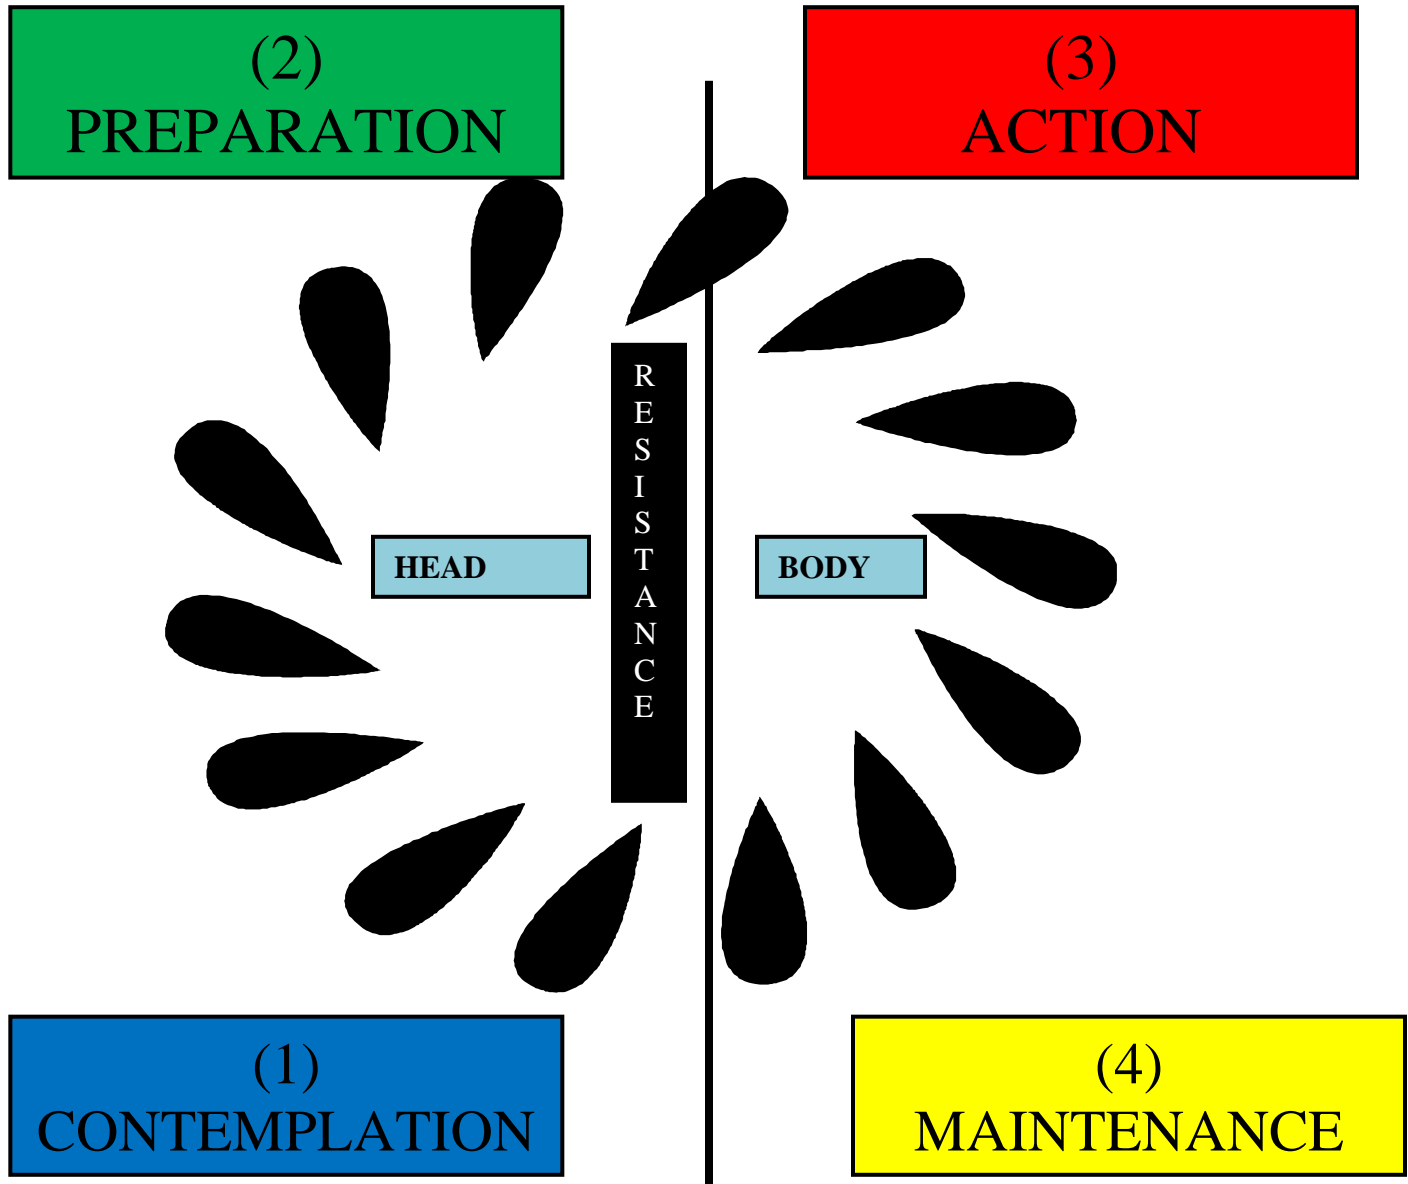 (2)
PREPARATION
(3)
ACTION
R
E
S
I
S
T
A
N
C
E
HEAD
BODY
(1)
CONTEMPLATION
(4)
MAINTENANCE